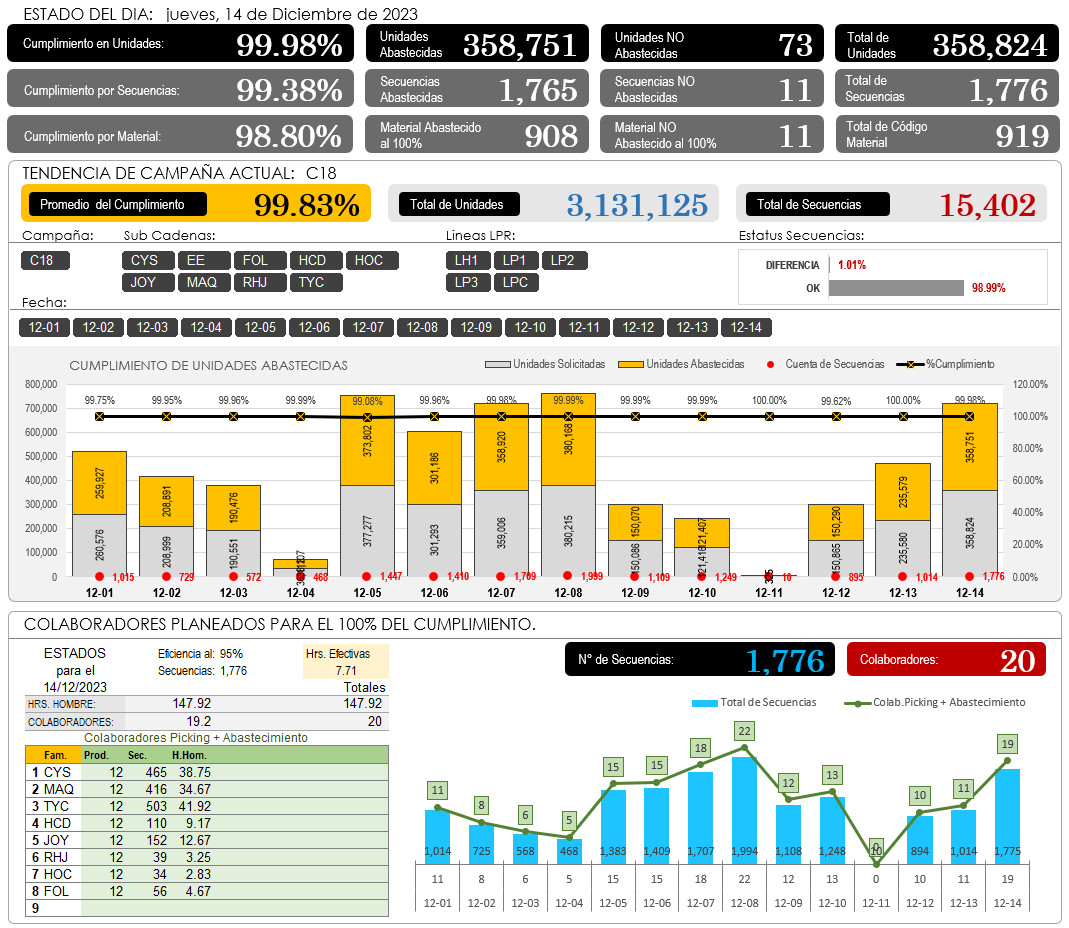 ESTADO DEL DIA: jueves, 14 de Diciembre de 2023
Cumplimiento en Unidades: 99.98%
Unidades Abastecidas 358,751
Unidades NO Abastecidas 73
Total de Unidades 358,824
Cumplimiento por Secuencias: 99.38%
Secuencias Abastecidas 1,765
Secuencias NO Abastecidas 11
Total de Secuencias 1,776
Cumplimiento por Material: 98.80%
Material Abastecido al 100% 908
Material NO Abastecido al 100% 11
Total de Código Material 919
TENDENCIA DE CAMPAÑA ACTUAL: C18
Promedio del Cumplimiento 99.83%
Total de Unidades 3,131,125
Total de Secuencias 15,402
Campaña: Sub Cadenas: Lineas LPR: Estatus Secuencias:
C18 CYS EE FOL HCD HOC LH1 LP1 LP2
JOY MAQ RHJ TYC LP3 LPC
DIFERENCIA 1.01%
OK 98.99%
Fecha:
12-01 12-02 12-03 12-04 12-05 12-06 12-07 12-08 12-09 12-10 12-11 12-12 12-13 12-14
CUMPLIMIENTO DE UNIDADES ABASTECIDAS
Unidades Solicitadas Unidades Abastecidas Cuenta de Secuencias %Cumplimiento
800,000
700,000
600,000
500,000
400,000
300,000
200,000
100,000
0
120.00%
100.00%
80.00%
60.00%
40.00%
20.00%
0.00%
99.75% 99.95% 99.96% 99.99% 99.08% 99.96% 99.98% 99.99% 99.99% 99.99% 100.00% 99.62% 100.00% 99.98%
259,927 208,891 190,476 373,802 301,186 358,920 380,168 150,070 121,407 150,290 235,579 358,751
260,576 208,999 190,551 377,277 301,293 359,006 380,215 150,086 121,416 150,865 235,580 358,824
1,015 729 572 468 1,447 1,410 1,709 1,999 1,109 1,249 10 895 1,014 1,776
12-01 12-02 12-03 12-04 12-05 12-06 12-07 12-08 12-09 12-10 12-11 12-12 12-13 12-14
COLABORADORES PLANEADOS PARA EL 100% DEL CUMPLIMIENTO.
ESTADOS Eficiencia al: 95% Hrs. Efectivas
para el Secuencias: 1,776 7.71
14/12/2023 Totales
HRS. HOMBRE: 147.92 147.92
COLABORADORES: 19.2 20
Colaboradores Picking + Abastecimiento
Fam. Prod. Sec. H.Hom.
1 CYS 12 465 38.75
2 MAQ 12 416 34.67
3 TYC 12 503 41.92
4 HCD 12 110 9.17
5 JOY 12 152 12.67
6 RHJ 12 39 3.25
7 HOC 12 34 2.83
8 FOL 12 56 4.67
9
N° de Secuencias: 1,776
Colaboradores: 20
Total de Secuencias Colab.Picking + Abastecimiento
11 8 6 5 15 15 18 22 12 13 0 10 11 19
1,014 725 568 468 1,383 1,409 1,707 1,994 1,108 1,248 10 894 1,014 1,775
11 8 6 5 15 15 18 22 12 13 0 10 11 19
12-01 12-02 12-03 12-04 12-05 12-06 12-07 12-08 12-09 12-10 12-11 12-12 12-13 12-14